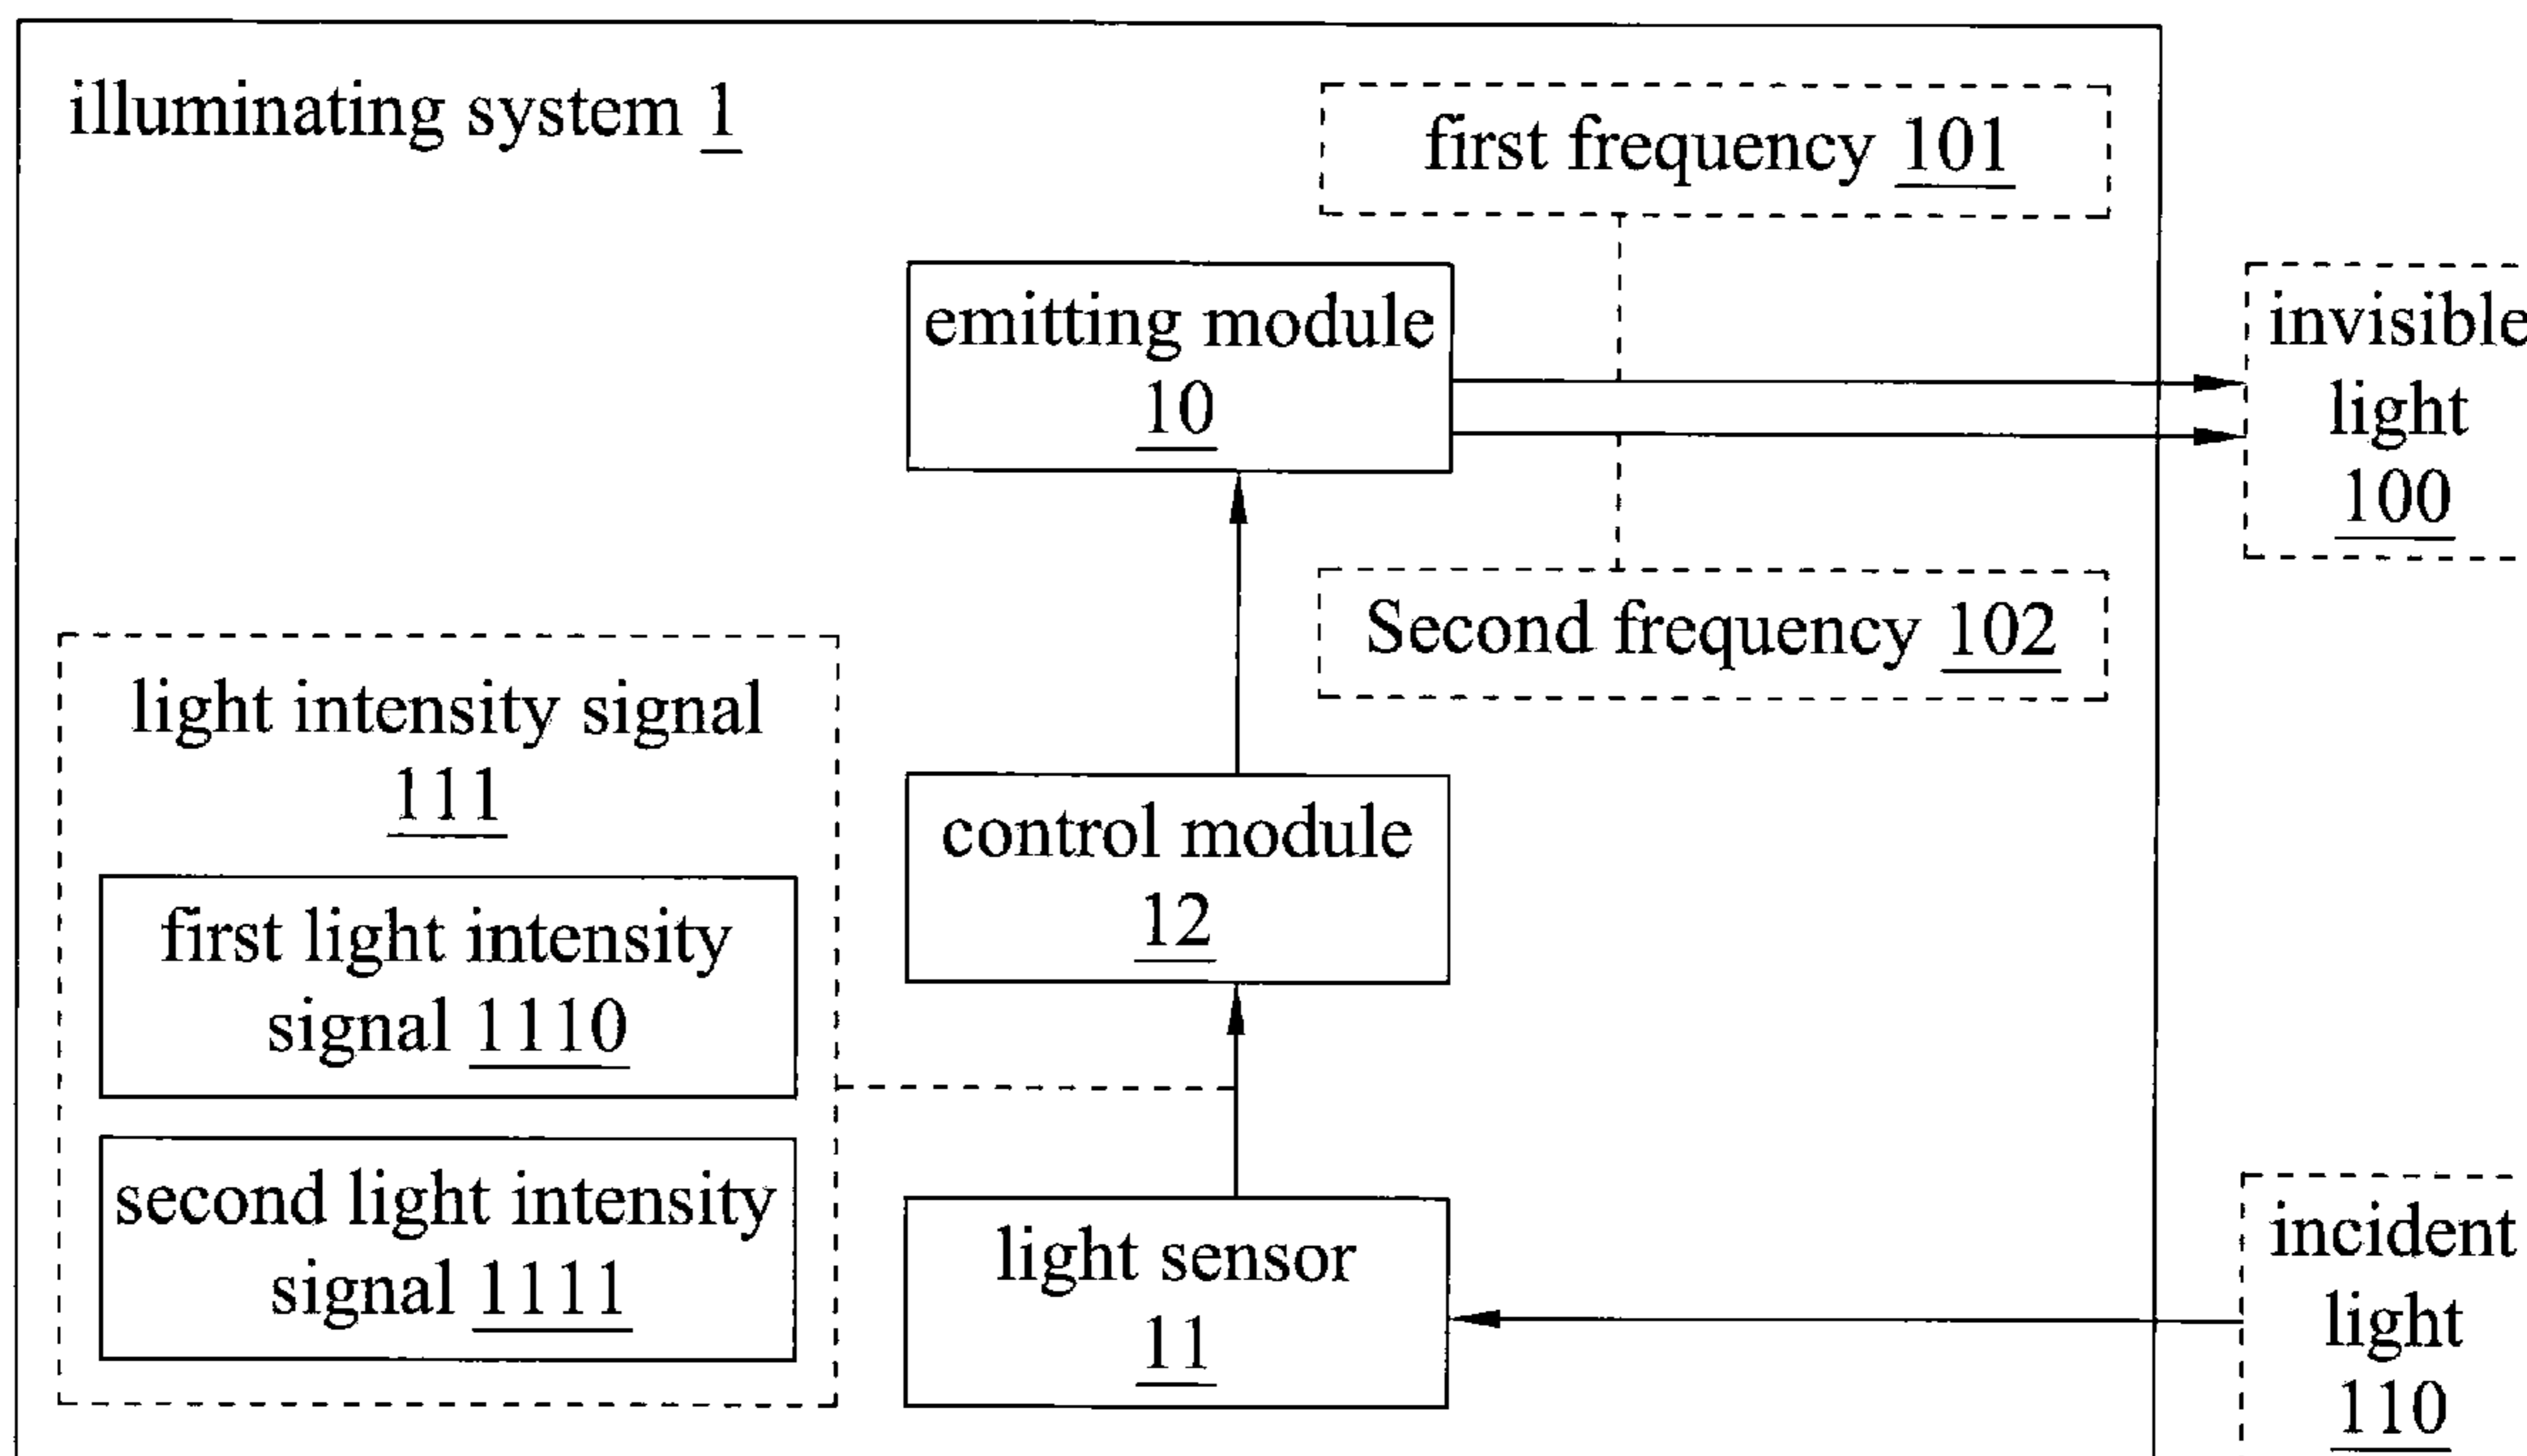 illuminating system 1
first frequency 101
emitting module
10
invisible
light
100
Second frequency 102
light intensity signal
111
first light intensity
signal 1110
second light intensity
signal 1111
control module
12
light sensor
11
incident
light
110